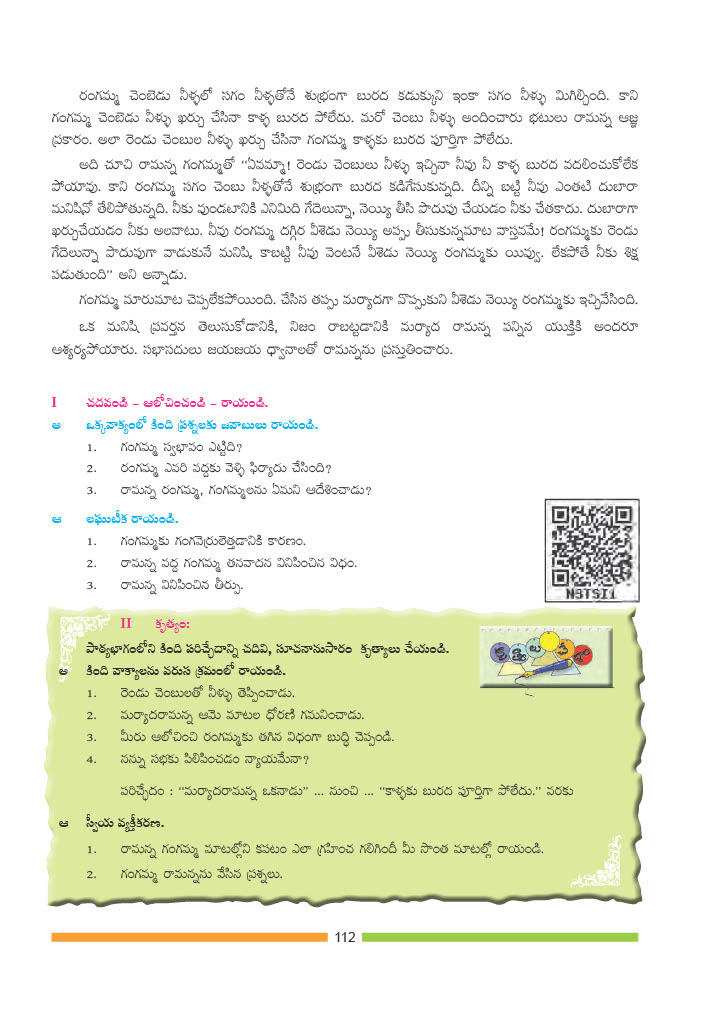 రంగమ్మ చెంబెడు నీళ్ళలో సగం నీళ్ళతోనే శుభ్రంగా బురద కడుక్కుని ఇంకా సగం నీళ్ళు మిగిల్చింది. కాని
గంగమ్మ చెంబెడు నీళ్ళు ఖర్చు చేసినా కాళ్ళ బురద పోలేదు. మరో చెంబు నీళ్ళు అందించారు భటులు రామన్న ఆజ్ఞ
ప్రకారం. అలా రెండు చెంబుల నీళ్ళు ఖర్చు చేసినా గంగమ్మ కాళ్ళకు బురద పూర్తిగా పోలేదు.
అది చూచి రామన్న గంగమ్మతో “ఏవమ్మా! రెండు చెంబులు నీళ్ళు ఇచ్చినా నీవు నీ కాళ్ళ బురద వదలించుకోలేక
పోయావు. కాని రంగమ్మ సగం చెంబు నీళ్ళతోనే శుభ్రంగా బురద కడిగేసుకున్నది. దీన్ని బట్టి నీవు ఎంతటి దుబారా
మనిషివో తేలిపోతున్నది. నీకు వుండటానికి ఎనిమిది గేదెలున్నా, నెయ్యి తీసి పొదుపు చేయడం నీకు చేతకాదు. దుబారాగా
ఖర్చుచేయడం నీకు అలవాటు. నీవు రంగమ్మ దగ్గిర వీశెడు నెయ్యి అప్పు తీసుకున్నమాట వాస్తవమే! రంగమ్మకు రెండు
గేదెలున్నా పొదుపుగా వాడుకునే మనిషి, కాబట్టి నీవు వెంటనే వీశెడు నెయ్యి రంగమ్మకు యివ్వు. లేకపోతే నీకు శిక్ష
పడుతుంది” అని అన్నాడు.
గంగమ్మ మారుమాట చెప్పలేకపోయింది. చేసిన తప్పు మర్యాదగా వొప్పుకుని వీశెడు నెయ్యి రంగమ్మకు ఇచ్చివేసింది.
ఒక మనిషి ప్రవర్తన తెలుసుకోడానికి, నిజం రాబట్టడానికి మర్యాద రామన్న పన్నిన యుక్తికి అందరూ
ఆశ్యర్యపోయారు. సభాసదులు జయజయ ధ్వానాలతో రామన్నను ప్రస్తుతించారు.
I చదవండి – ఆలోచించండి – రాయండి.
అ ఒక్కవాక్యంలో కింది ప్రశ్నలకు జవాబులు రాయండి.
1. గంగమ్మ స్వభావం ఎట్టిది?
2. రంగమ్మ ఎవరి వద్దకు వెళ్ళి ఫిర్యాదు చేసింది?
3. రామన్న రంగమ్మ, గంగమ్మలను ఏమని ఆదేశించాడు?
ఆ లఘుటీక రాయండి.
1. గంగమ్మకు గంగవెర్రులెత్తడానికి కారణం.
2. రామన్న వద్ద గంగమ్మ తనవాదన వినిపించిన విధం.
3. రామన్న వినిపించిన తీర్పు.
N9TSI1
II కృత్యం:
పాఠ్యభాగంలోని కింది పరిచ్ఛేదాన్ని చదివి, సూచనానుసారం కృత్యాలు చేయండి.
అ కింది వాక్యాలను వరుస క్రమంలో రాయండి.
కృత్యాలు పేజీ
1. రెండు చెంబులతో నీళ్ళు తెప్పించాడు.
2. మర్యాదరామన్న ఆమె మాటల ధోరణి గమనించాడు.
3. మీరు ఆలోచించి రంగమ్మకు తగిన విధంగా బుద్ధి చెప్పండి.
4. నన్ను సభకు పిలిపించడం న్యాయమేనా?
పరిచ్ఛేదం : “మర్యాదరామన్న ఒకనాడు” ... నుంచి ... “కాళ్ళకు బురద పూర్తిగా పోలేదు.” వరకు
ఆ స్వీయ వ్యక్తీకరణ.
1. రామన్న గంగమ్మ మాటల్లోని కపటం ఎలా గ్రహించ గలిగిందీ మీ సొంత మాటల్లో రాయండి.
2. గంగమ్మ రామన్నను వేసిన ప్రశ్నలు.
112